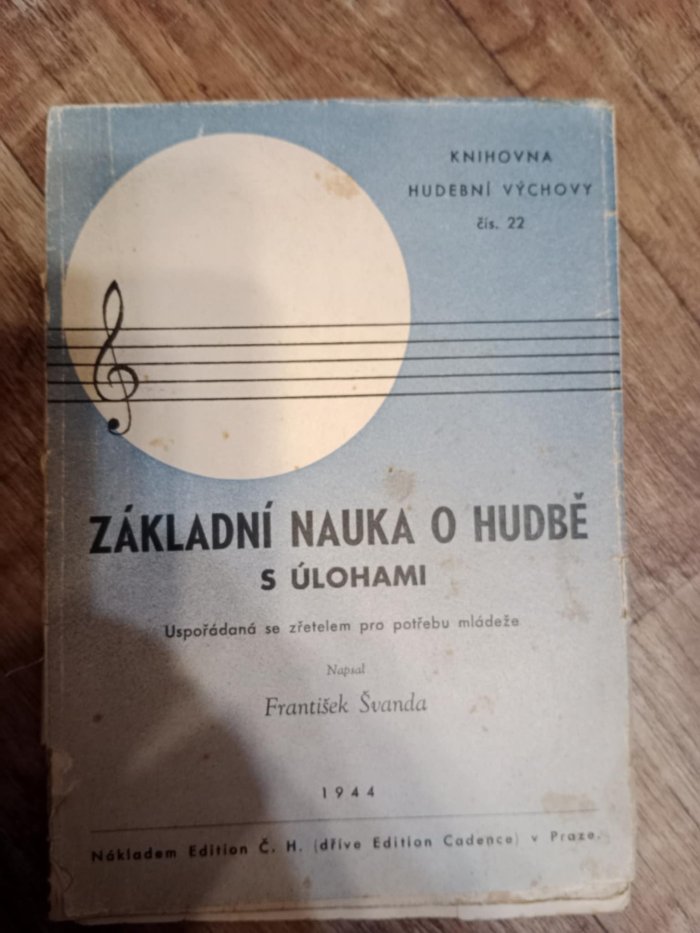 KNIHOVNA
HUDEBNÍ VÝCHOVY
čís. 22
ZÁKLADNÍ NAUKA O HUDBĚ
S ÚLOHAMI
Uspořádaná se zřetelem pro potřebu mládeže
Napsal
František Švanda
1944
Nákladem Edition Č. H. (dříve Edition Cadence) v Praze.